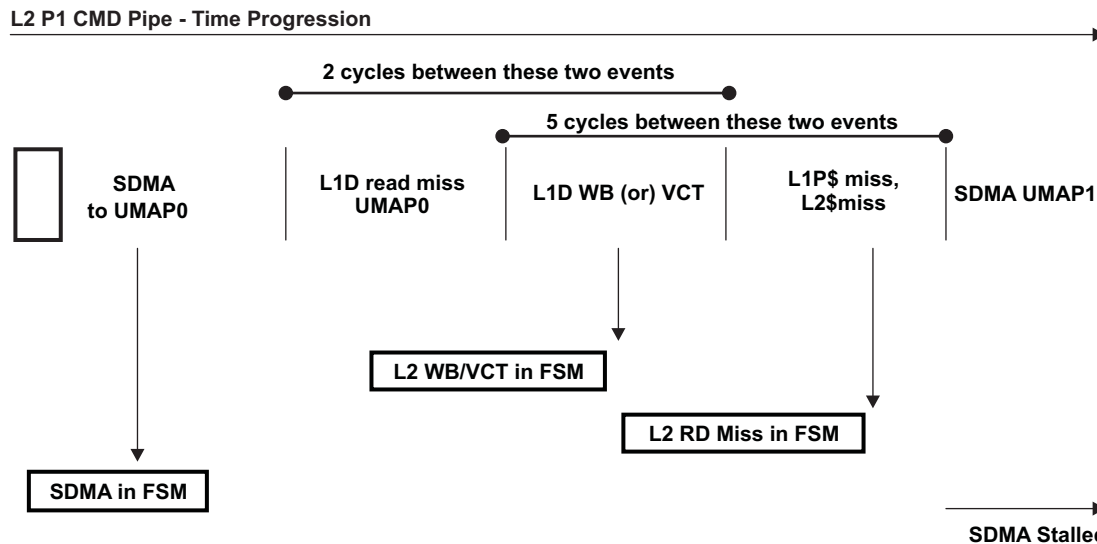 L2 P1 CMD Pipe - Time Progression
2 cycles between these two events
5 cycles between these two events
SDMA
to UMAP0
L1D read miss
UMAP0
L1D WB (or) VCT
L1P$ miss,
L2$miss
SDMA UMAP1
L2 WB/VCT in FSM
L2 RD Miss in FSM
SDMA in FSM
SDMA Stalled